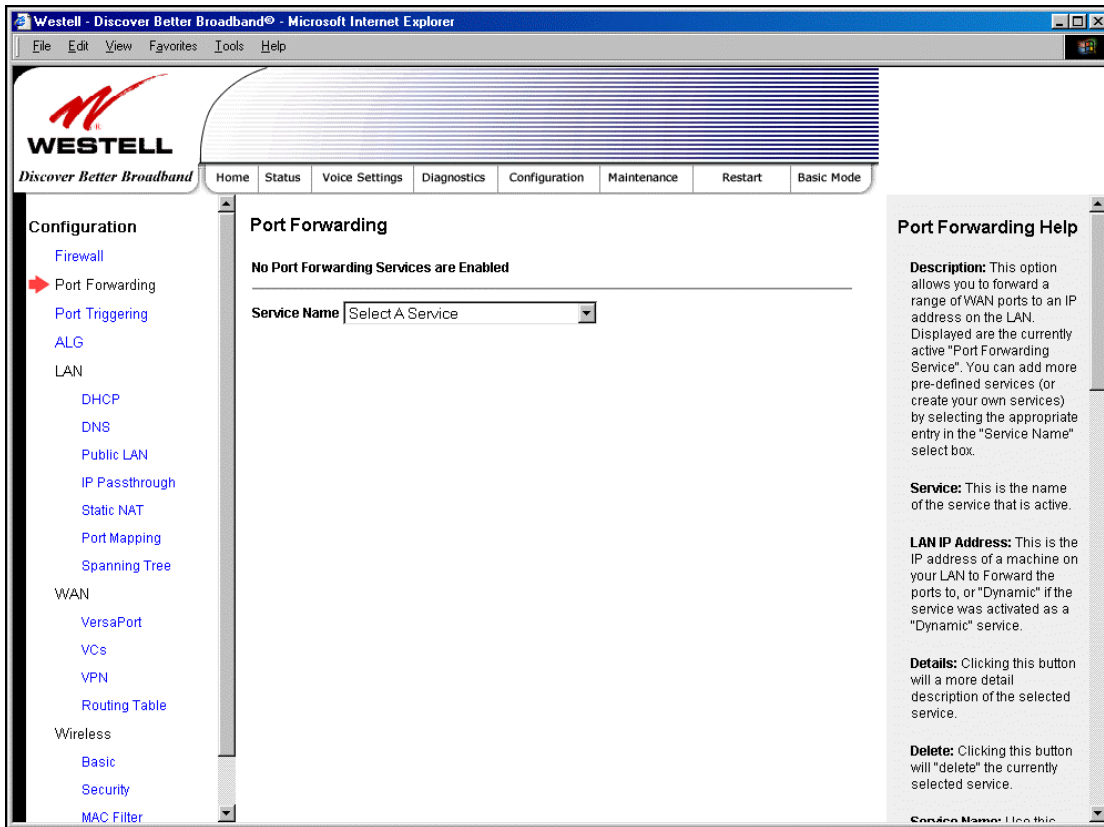 Westell - Discover Better Broadband® - Microsoft Internet Explorer
File Edit View Favorites Tools Help
WESTELL
Discover Better Broadband
Home Status Voice Settings Diagnostics Configuration Maintenance Restart Basic Mode
Configuration
Firewall
Port Forwarding
Port Triggering
ALG
LAN
DHCP
DNS
Public LAN
IP Passthrough
Static NAT
Port Mapping
Spanning Tree
WAN
VersaPort
VCs
VPN
Routing Table
Wireless
Basic
Security
MAC Filter
Port Forwarding
No Port Forwarding Services are Enabled
Service Name Select A Service
Port Forwarding Help
Description: This option
allows you to forward a
range of WAN ports to an IP
address on the LAN.
Displayed are the currently
active "Port Forwarding
Service". You can add more
pre-defined services (or
create your own services)
by selecting the appropriate
entry in the "Service Name"
select box.
Service: This is the name
of the service that is active.
LAN IP Address: This is the
IP address of a machine on
your LAN to Forward the
ports to, or "Dynamic" if the
service was activated as a
"Dynamic" service.
Details: Clicking this button
will a more detail
description of the selected
service.
Delete: Clicking this button
will "delete" the currently
selected service.
Service Name: Use this